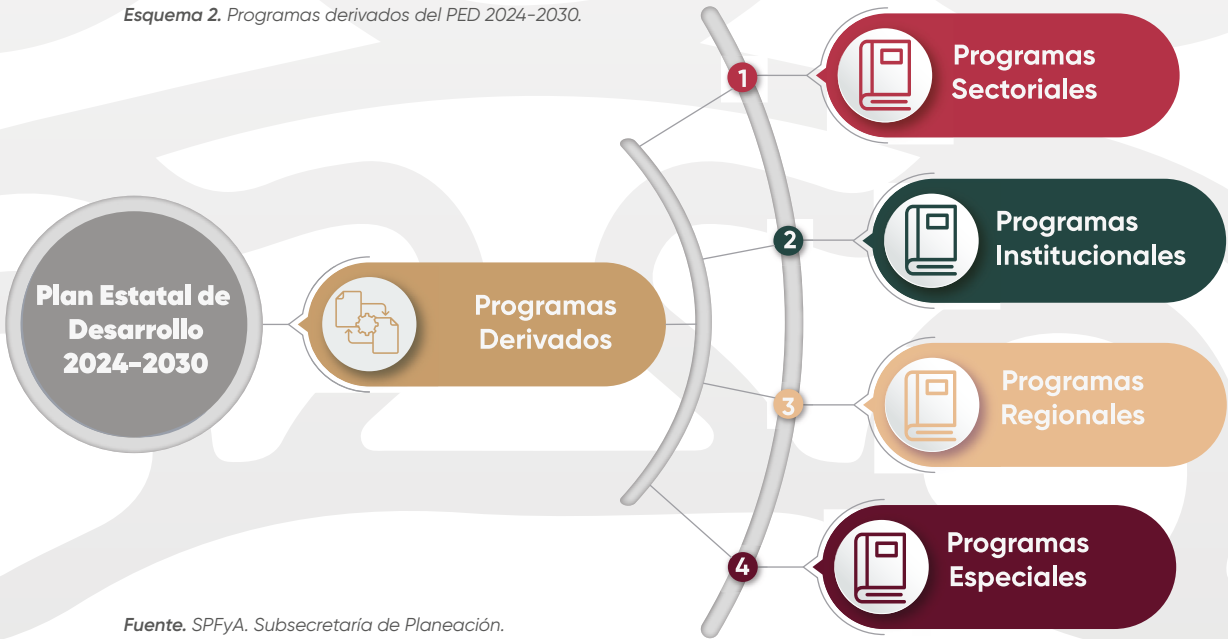 Esquema 2. Programas derivados del PED 2024-2030.
Plan Estatal de
Desarrollo
2024-2030
Programas
Derivados
1
Programas
Sectoriales
2
Programas
Institucionales
3
Programas
Regionales
4
Programas
Especiales
Fuente. SPFyA. Subsecretaría de Planeación.